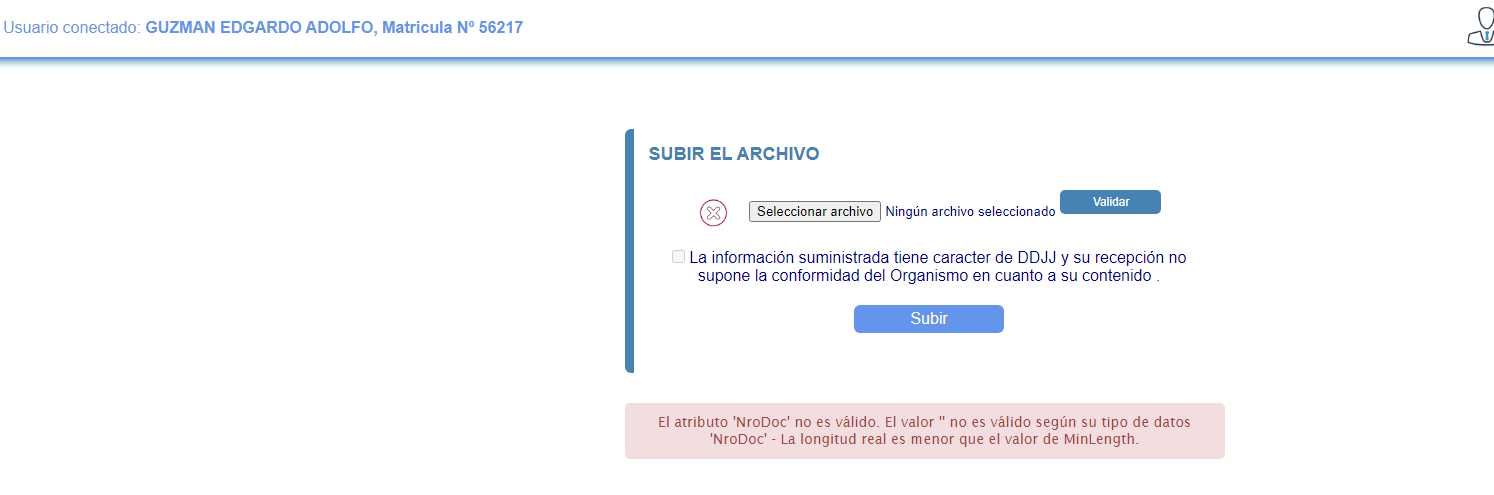 Usuario conectado: GUZMAN EDGARDO ADOLFO, Matricula Nº 56217
SUBIR EL ARCHIVO
Seleccionar archivo Ningún archivo seleccionado Validar
La información suministrada tiene caracter de DDJJ y su recepción no
supone la conformidad del Organismo en cuanto a su contenido .
Subir
El atributo 'NroDoc' no es válido. El valor '' no es válido según su tipo de datos
'NroDoc' - La longitud real es menor que el valor de MinLength.